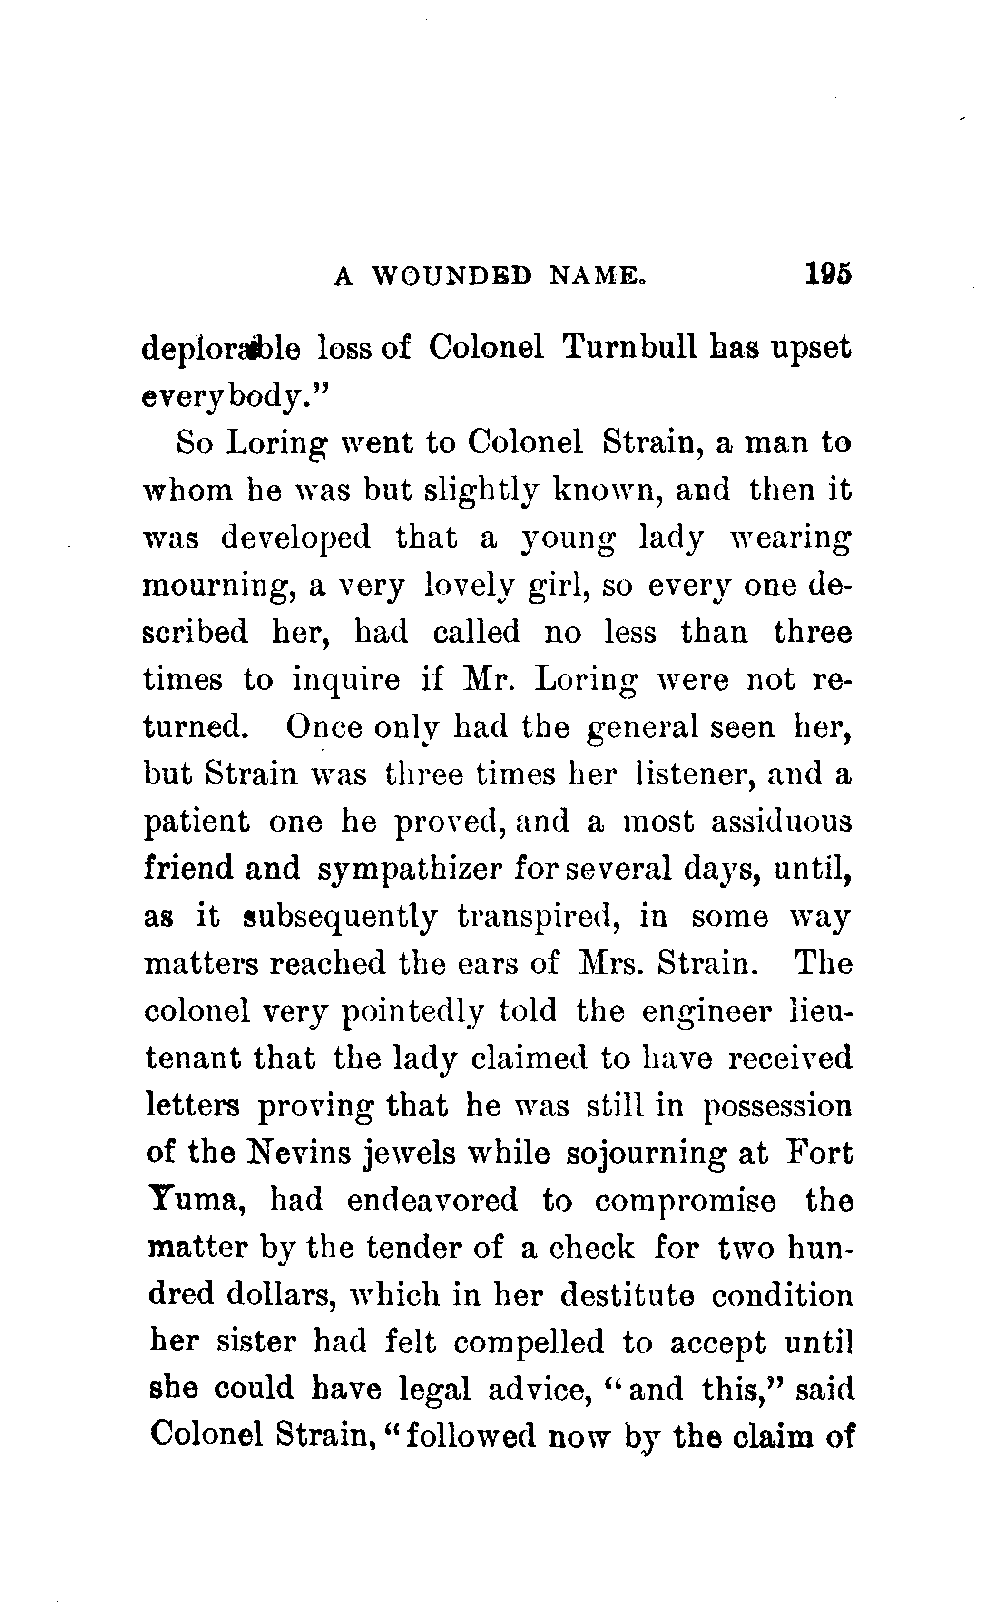 A WOUNDED NAME. 195
deplorable loss of Colonel Turnbull has upset
everybody."
So Loring went to Colonel Strain, a man to
whom he was but slightly known, and then it
was developed that a young lady wearing
mourning, a very lovely girl, so every one de-
scribed her, had called no less than three
times to inquire if Mr. Loring were not re-
turned. Once only had the general seen her,
but Strain was three times her listener, and a
patient one he proved, and a most assiduous
friend and sympathizer for several days, until,
as it subsequently transpired, in some way
matters reached the ears of Mrs. Strain. The
colonel very pointedly told the engineer lieu-
tenant that the lady claimed to have received
letters proving that he was still in possession
of the Nevins jewels while sojourning at Fort
Yuma, had endeavored to compromise the
matter by the tender of a check for two hun-
dred dollars, which in her destitute condition
her sister had felt compelled to accept until
she could have legal advice, "and this," said
Colonel Strain, "followed now by the claim of